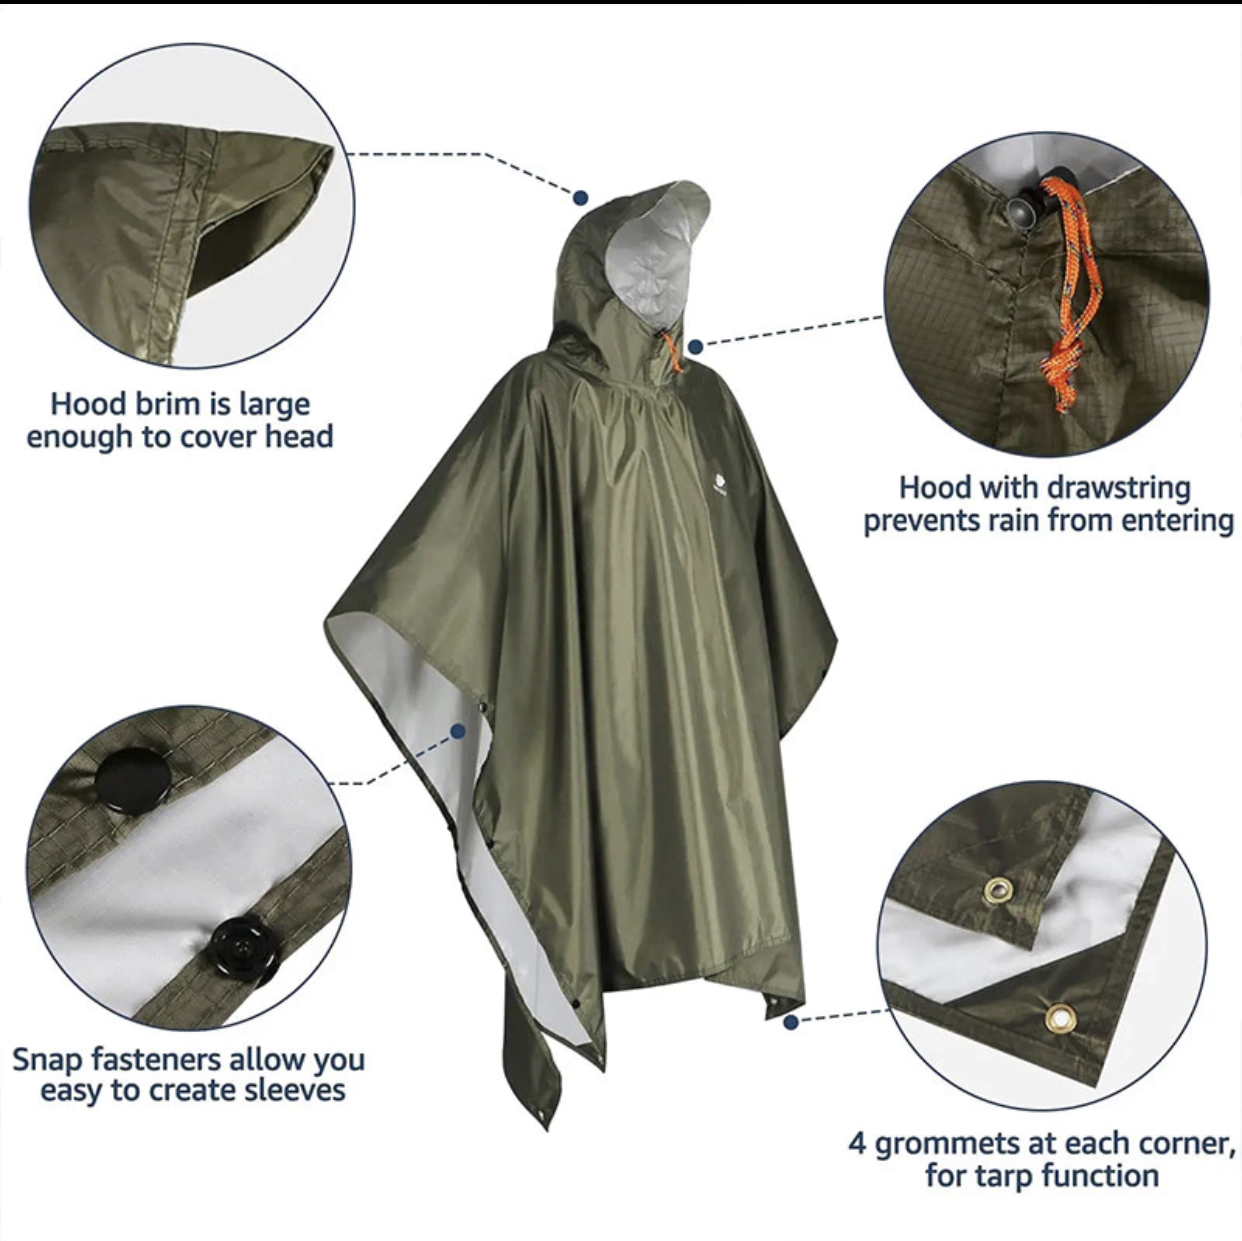 Hood brim is large
enough to cover head
Hood with drawstring
prevents rain from entering
Snap fasteners allow you
easy to create sleeves
4 grommets at each corner,
for tarp function